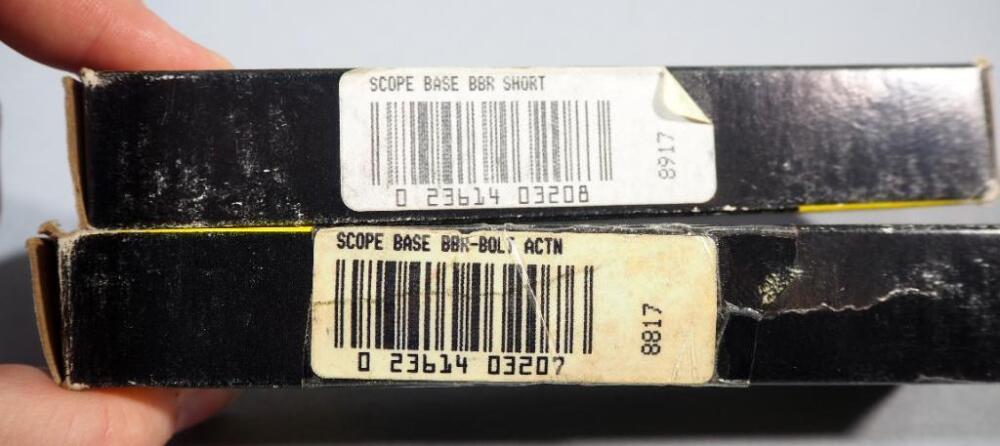 SCOPE BASE BBR SHORT
8917
0 23614 03208
SCOPE BASE BBR-BOLT ACTN
8817
0 23614 03207